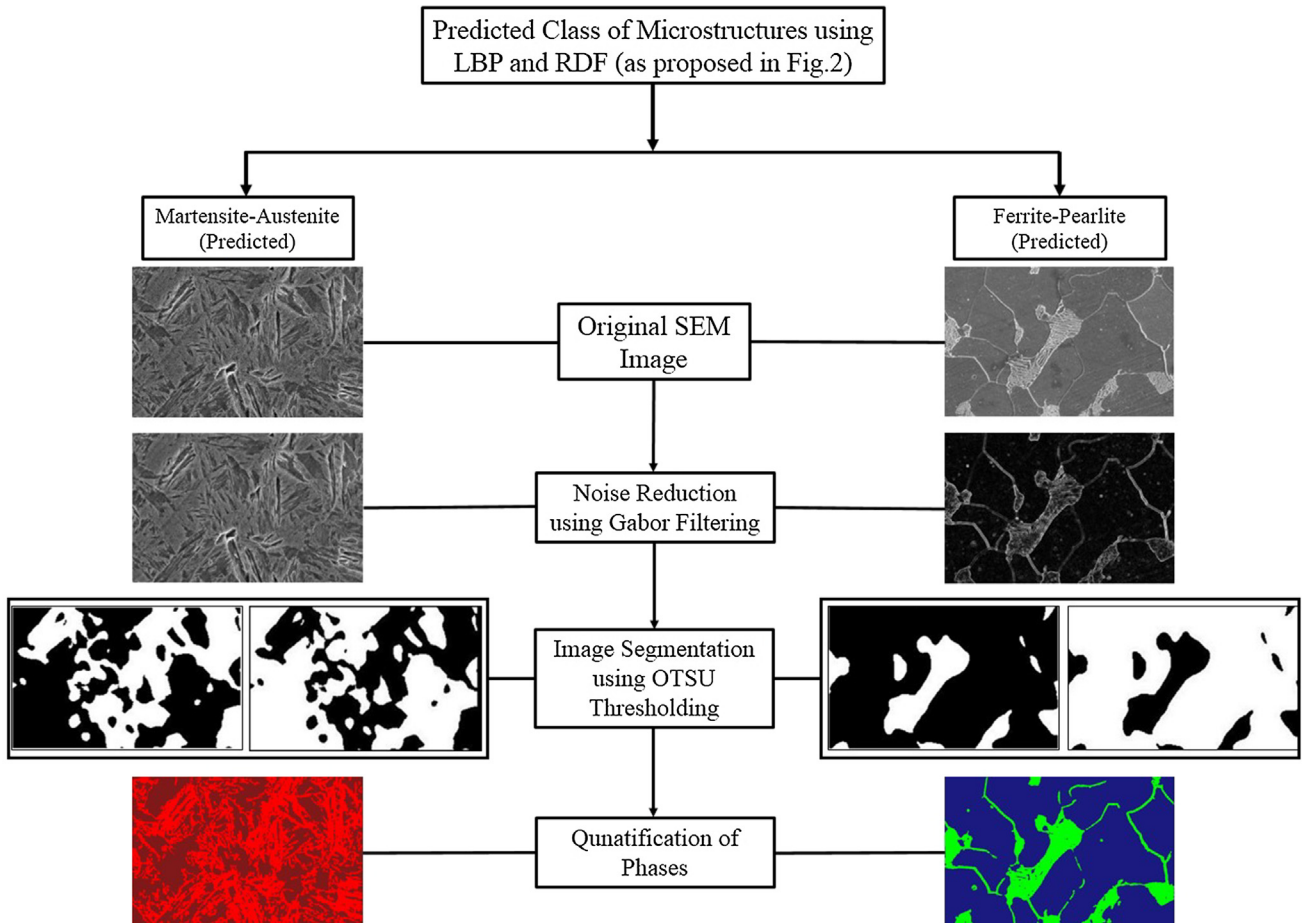 Predicted Class of Microstructures using
LBP and RDF (as proposed in Fig.2)
Martensite-Austenite
(Predicted)
Ferrite-Pearlite
(Predicted)
Original SEM
Image
Noise Reduction
using Gabor Filtering
Image Segmentation
using OTSU
Thresholding
Qunatification of
Phases